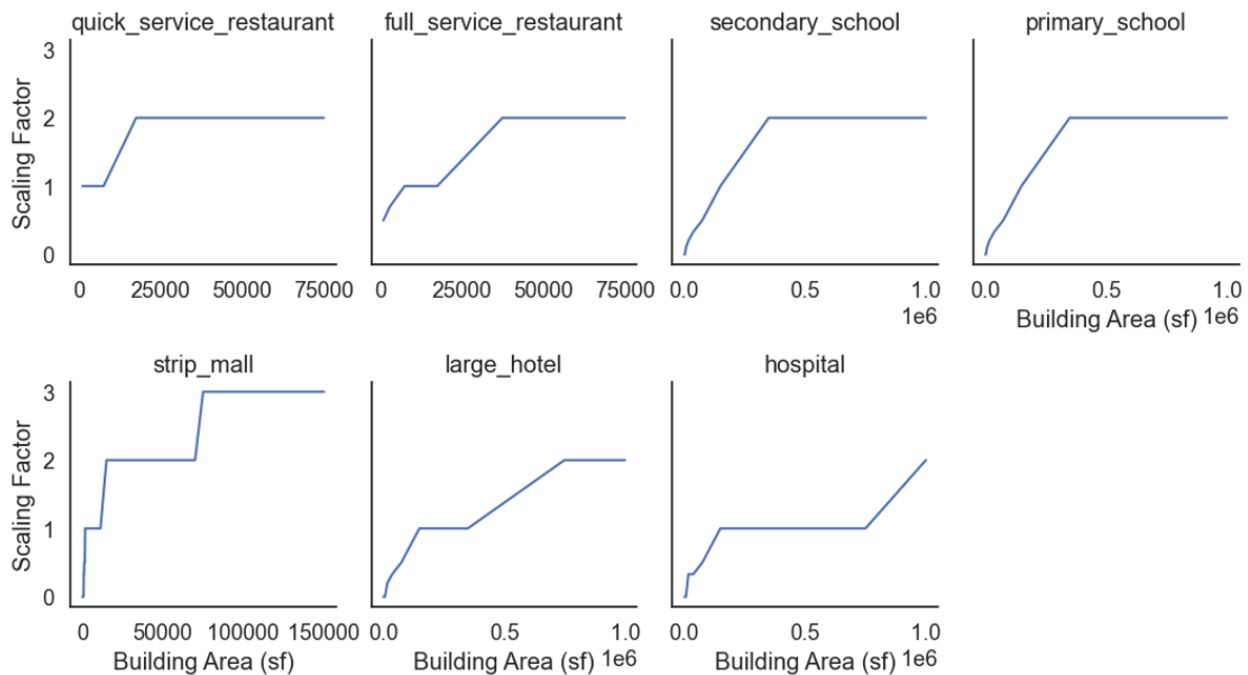 quick_service_restaurant full_service_restaurant secondary_school primary_school
3
2
1
0
Scaling Factor
0 25000 50000 75000 0 25000 50000 75000 0.0 0.5 1.0 0.0 0.5 1.0
1e6
Building Area (sf) 1e6
strip_mall large_hotel hospital
3
2
1
0
Scaling Factor
0 50000 100000 150000 0.0 0.5 1.0 0.0 0.5 1.0
Building Area (sf) Building Area (sf) 1e6 Building Area (sf) 1e6